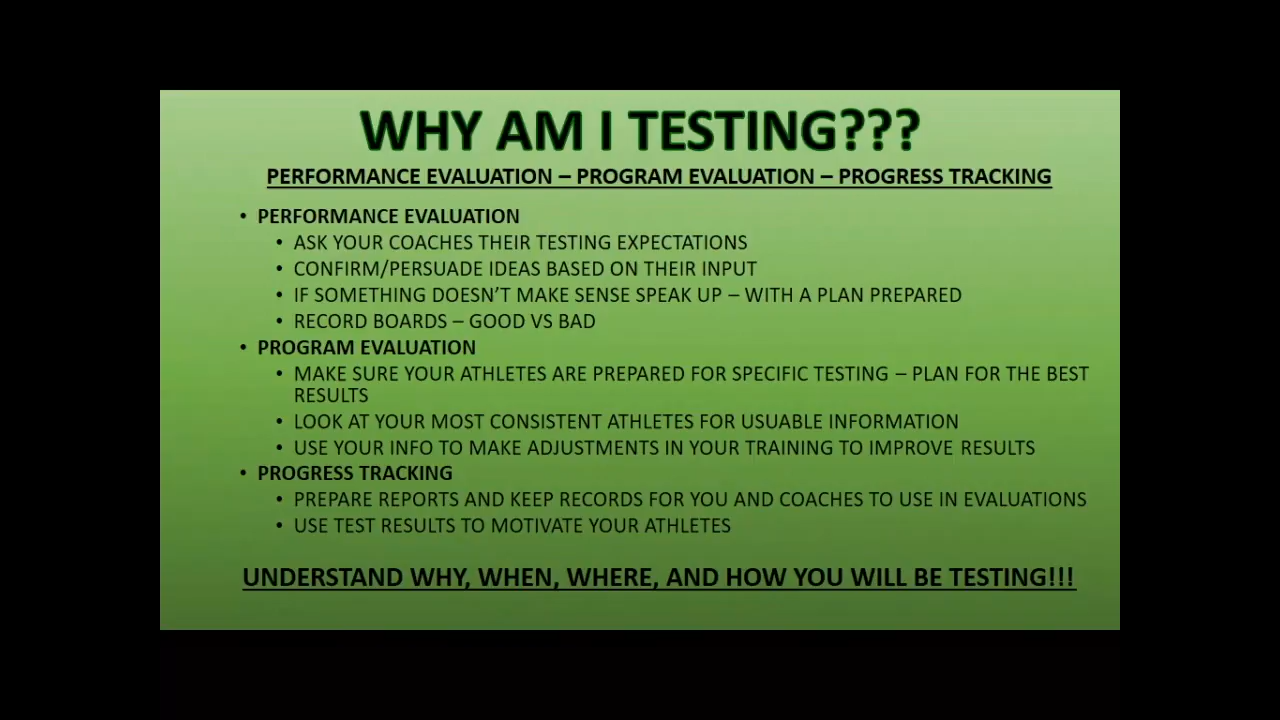 WHY AM I TESTING???
PERFORMANCE EVALUATION – PROGRAM EVALUATION – PROGRESS TRACKING
• PERFORMANCE EVALUATION
• ASK YOUR COACHES THEIR TESTING EXPECTATIONS
• CONFIRM/PERSUADE IDEAS BASED ON THEIR INPUT
• IF SOMETHING DOESN'T MAKE SENSE SPEAK UP – WITH A PLAN PREPARED
• RECORD BOARDS – GOOD VS BAD
• PROGRAM EVALUATION
• MAKE SURE YOUR ATHLETES ARE PREPARED FOR SPECIFIC TESTING – PLAN FOR THE BEST
RESULTS
• LOOK AT YOUR MOST CONSISTENT ATHLETES FOR USUABLE INFORMATION
• USE YOUR INFO TO MAKE ADJUSTMENTS IN YOUR TRAINING TO IMPROVE RESULTS
• PROGRESS TRACKING
• PREPARE REPORTS AND KEEP RECORDS FOR YOU AND COACHES TO USE IN EVALUATIONS
• USE TEST RESULTS TO MOTIVATE YOUR ATHLETES
UNDERSTAND WHY, WHEN, WHERE, AND HOW YOU WILL BE TESTING!!!